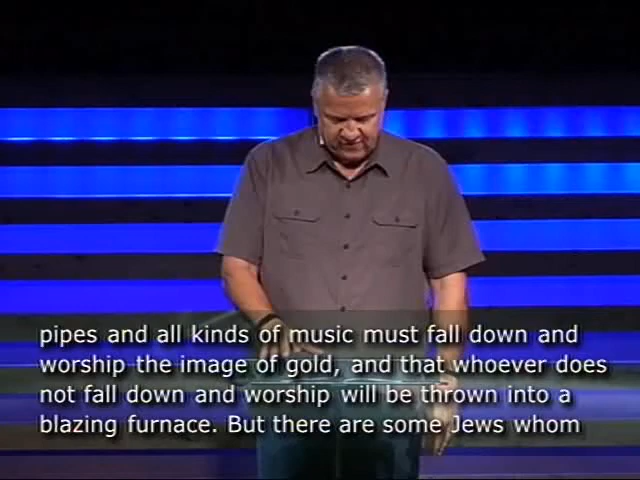 pipes and all kinds of music must fall down and
worship the image of gold, and that whoever does
not fall down and worship will be thrown into a
blazing furnace. But there are some Jews whom